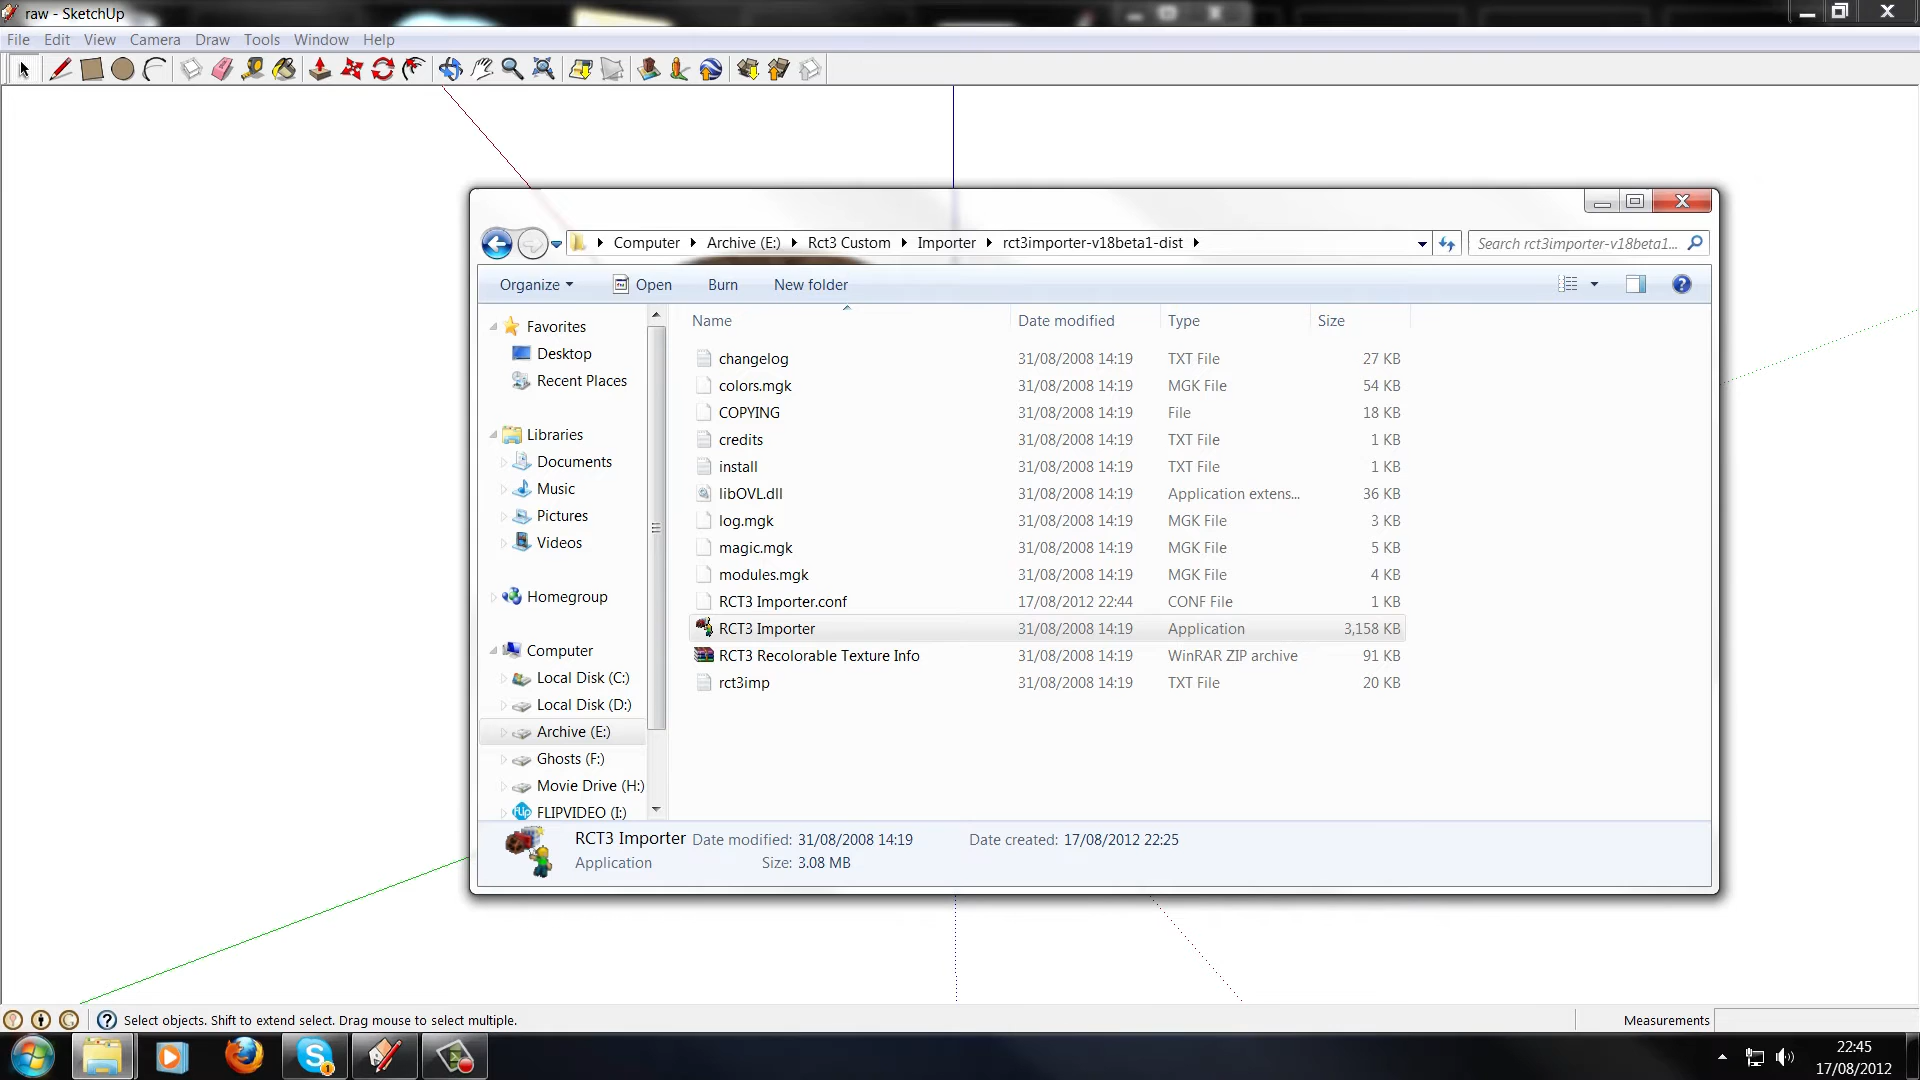 raw - SketchUp
File Edit View Camera Draw Tools Window Help
Computer Archive (E:) Rct3 Custom Importer rct3importer-v18beta1-dist
Search rct3importer-v18beta1...
Organize Open Burn New folder
Name Date modified Type Size
Favorites
Desktop
Recent Places
Libraries
Documents
Music
Pictures
Videos
Homegroup
Computer
Local Disk (C:)
Local Disk (D:)
Archive (E:)
Ghosts (F:)
Movie Drive (H:)
FLIPVIDEO (I:)
changelog 31/08/2008 14:19 TXT File 27 KB
colors.mgk 31/08/2008 14:19 MGK File 54 KB
COPYING 31/08/2008 14:19 File 18 KB
credits 31/08/2008 14:19 TXT File 1 KB
install 31/08/2008 14:19 TXT File 1 KB
libOVL.dll 31/08/2008 14:19 Application extens... 36 KB
log.mgk 31/08/2008 14:19 MGK File 3 KB
magic.mgk 31/08/2008 14:19 MGK File 5 KB
modules.mgk 31/08/2008 14:19 MGK File 4 KB
RCT3 Importer.conf 17/08/2012 22:44 CONF File 1 KB
RCT3 Importer 31/08/2008 14:19 Application 3,158 KB
RCT3 Recolorable Texture Info 31/08/2008 14:19 WinRAR ZIP archive 91 KB
rct3imp 31/08/2008 14:19 TXT File 20 KB
RCT3 Importer Date modified: 31/08/2008 14:19 Date created: 17/08/2012 22:25
Application Size: 3.08 MB
Select objects. Shift to extend select. Drag mouse to select multiple. Measurements
22:45
17/08/2012